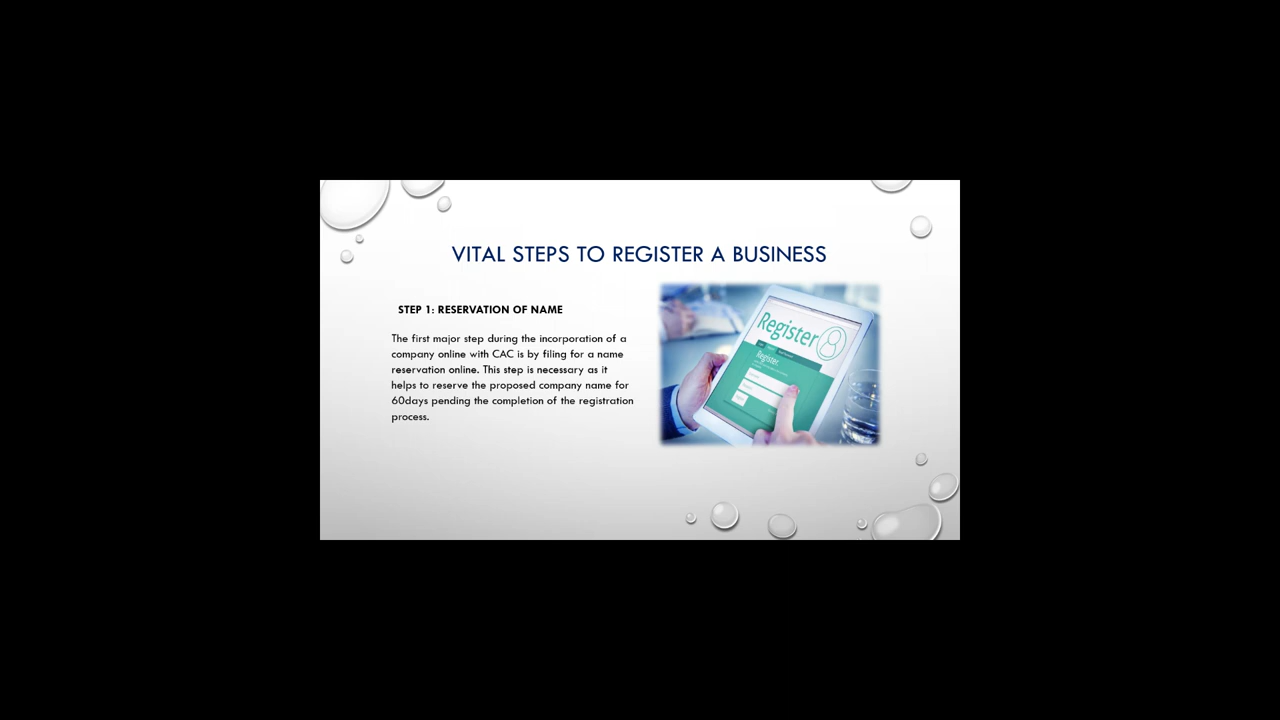 VITAL STEPS TO REGISTER A BUSINESS
STEP 1: RESERVATION OF NAME
The first major step during the incorporation of a
company online with CAC is by filing for a name
reservation online. This step is necessary as it
helps to reserve the proposed company name for
60days pending the completion of the registration
process.
Register
Register